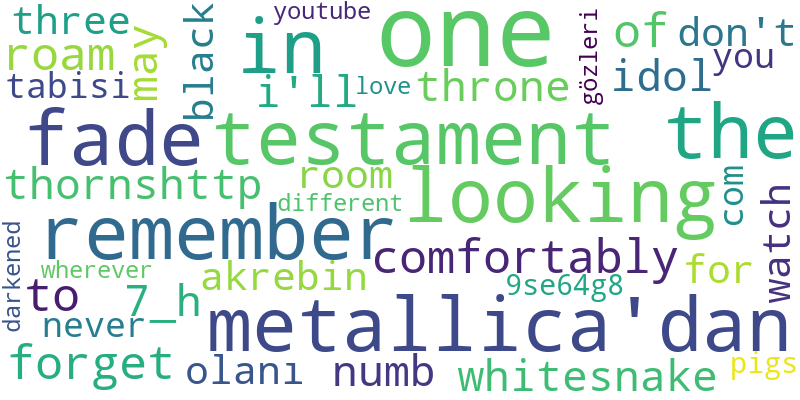 youtube
three
one
in
black
may
gözleri
of
don't
roam
you
idol
tabisi
i'll
love
throne
fade
testament
the
thornshttp
room
looking
different
com
remember
watch
darkened
comfortably
wherever
akrebin
for
to
7_h
9se64g8
never
metallica'dan
forget
olanı
numb
whitesnake
pigs